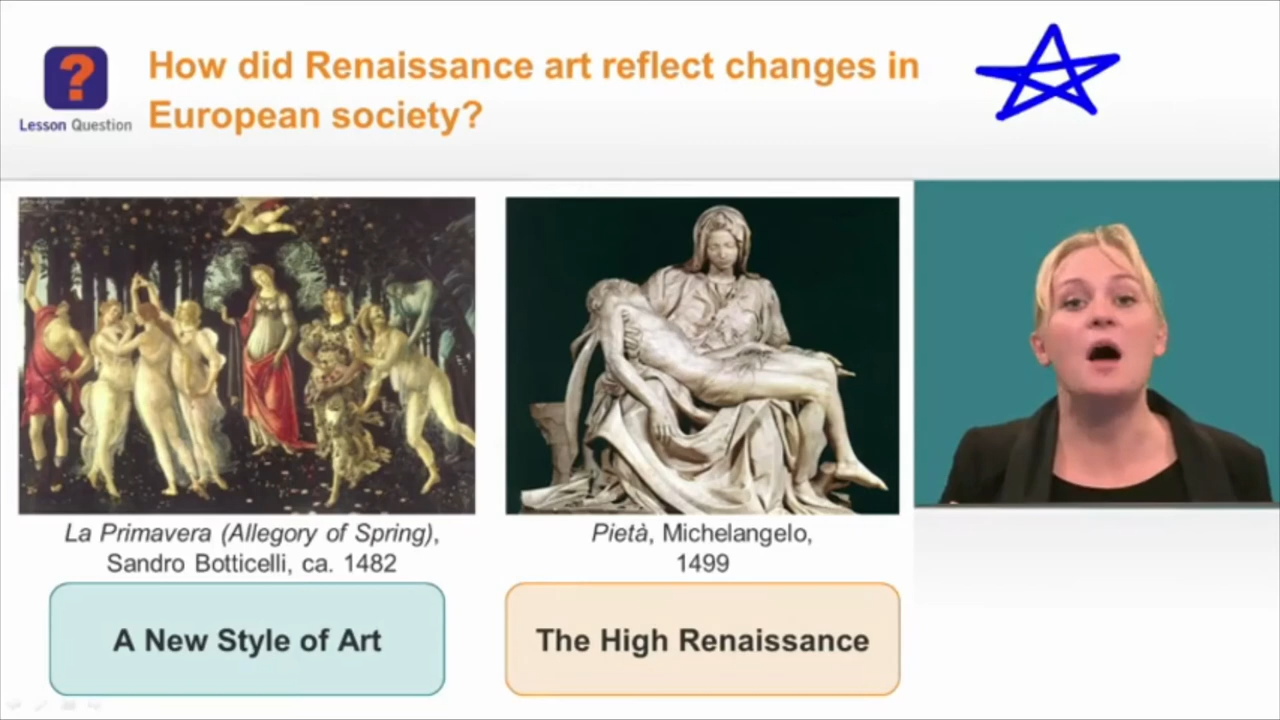 How did Renaissance art reflect changes in
European society?
?
Lesson Question
La Primavera (Allegory of Spring),
Sandro Botticelli, ca. 1482
Pietà, Michelangelo,
1499
A New Style of Art
The High Renaissance